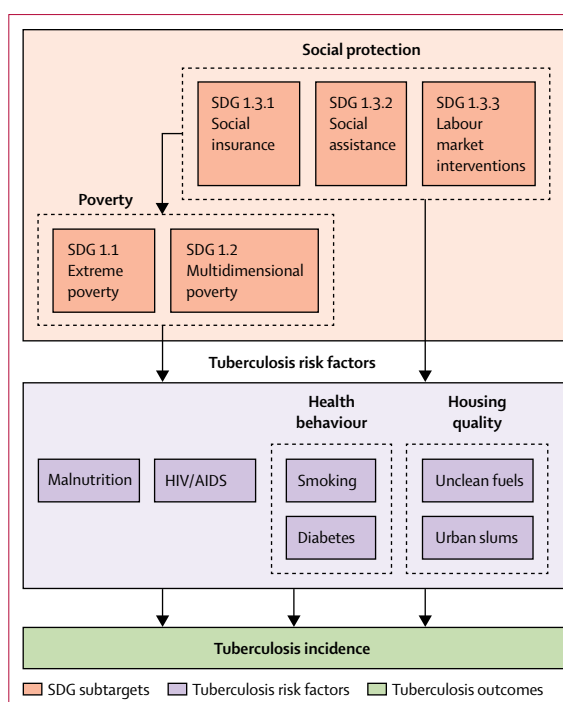 Social protection
SDG 1.3.1
Social
insurance
SDG 1.3.2
Social
assistance
SDG 1.3.3
Labour
market
interventions
Poverty
SDG 1.1
Extreme
poverty
SDG 1.2
Multidimensional
poverty
Tuberculosis risk factors
Malnutrition
HIV/AIDS
Health
behaviour
Smoking
Diabetes
Housing
quality
Unclean fuels
Urban slums
Tuberculosis incidence
SDG subtargets
Tuberculosis risk factors
Tuberculosis outcomes